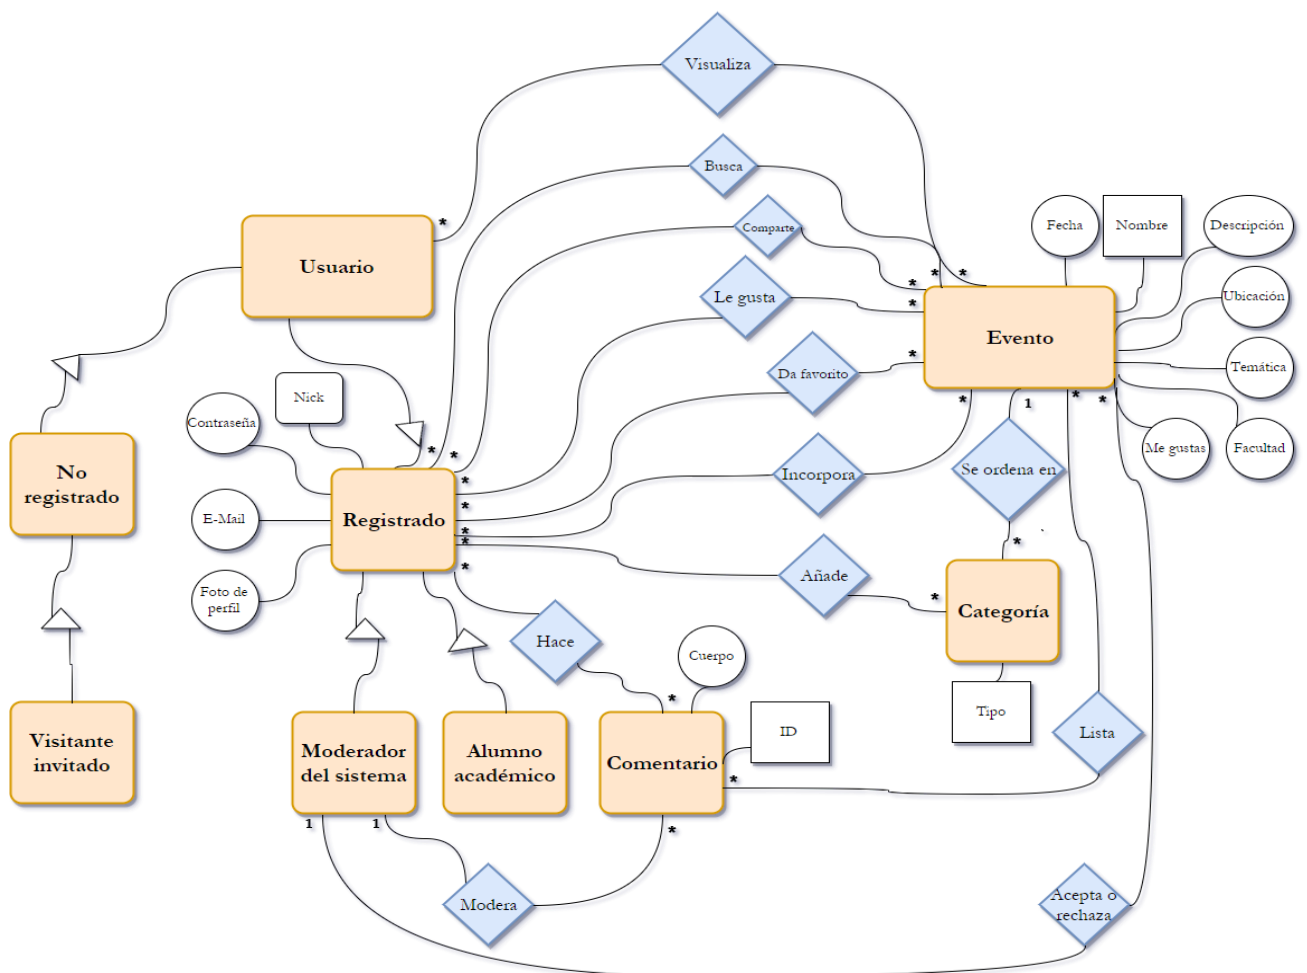 Visualiza
Busca
*
Comparte
Fecha
Nombre
Descripción
Usuario
*
*
*
Le gusta
*
Ubicación
Evento
*
Da favorito
Temática
Nick
*
1
*
*
Contraseña
*
*
Me gustas
Facultad
*
Incorpora
Se ordena en
No
registrado
*
E-Mail
Registrado
*
*
*
*
Añade
Foto de
perfil
*
Categoría
Hace
Cuerpo
*
Tipo
ID
Lista
Visitante
invitado
Moderador
del sistema
Alumno
académico
Comentario
*
1
1
*
Modera
Acepta o
rechaza